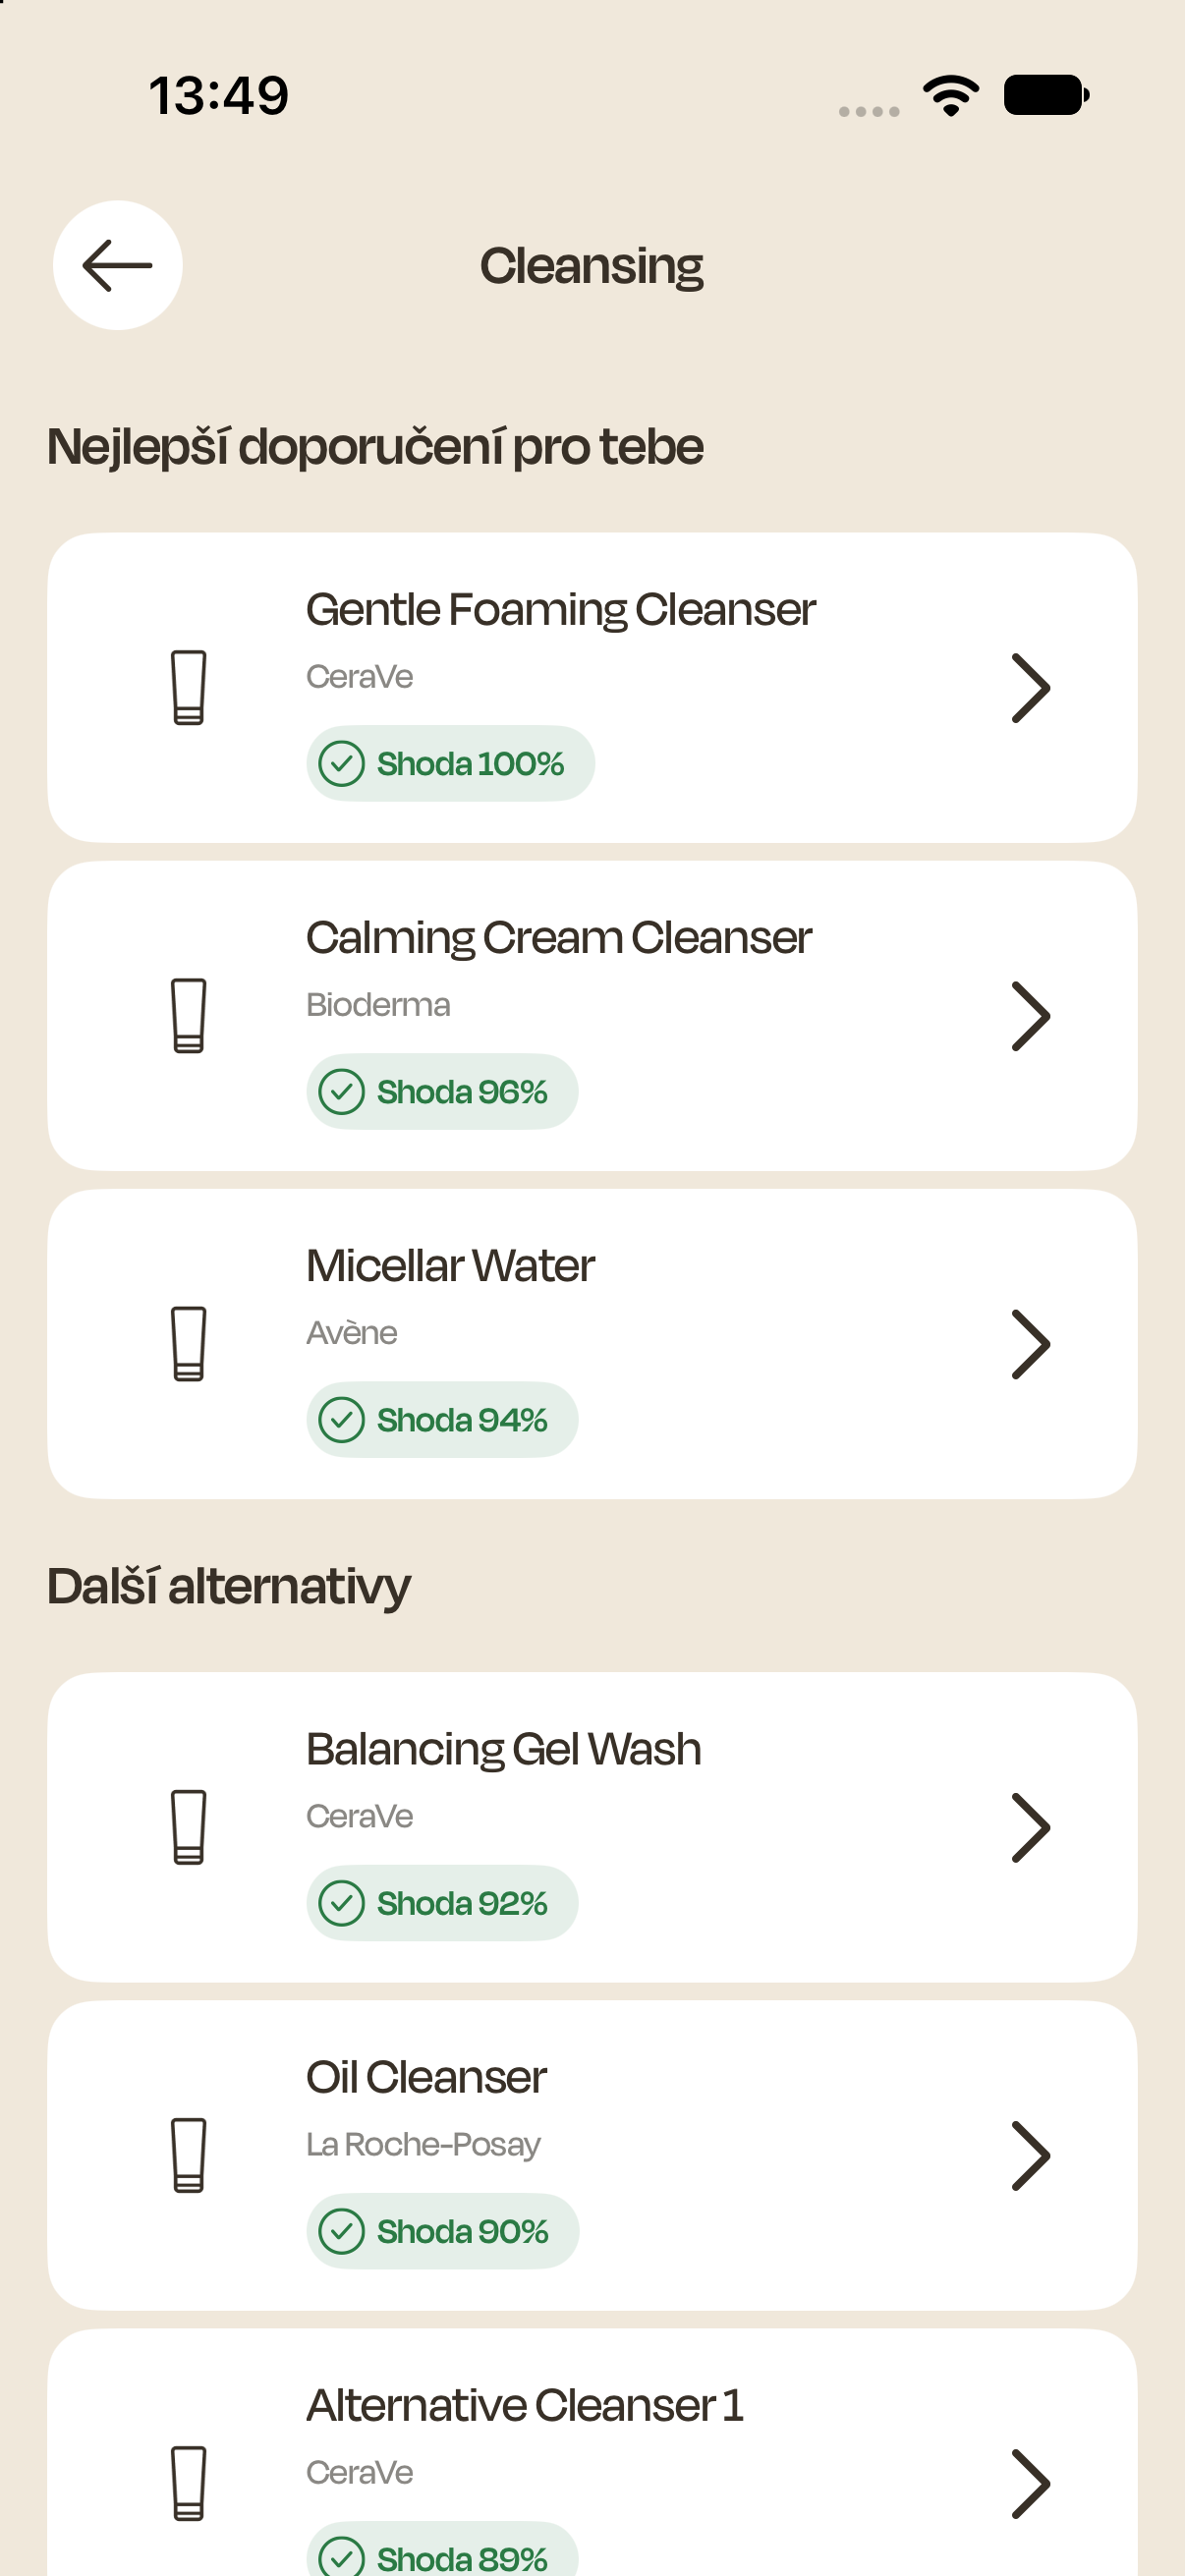 13:49
Cleansing
Nejlepší doporučení pro tebe
Gentle Foaming Cleanser
CeraVe
Shoda 100%
Calming Cream Cleanser
Bioderma
Shoda 96%
Micellar Water
Avène
Shoda 94%
Další alternativy
Balancing Gel Wash
CeraVe
Shoda 92%
Oil Cleanser
La Roche-Posay
Shoda 90%
Alternative Cleanser 1
CeraVe
Shoda 89%